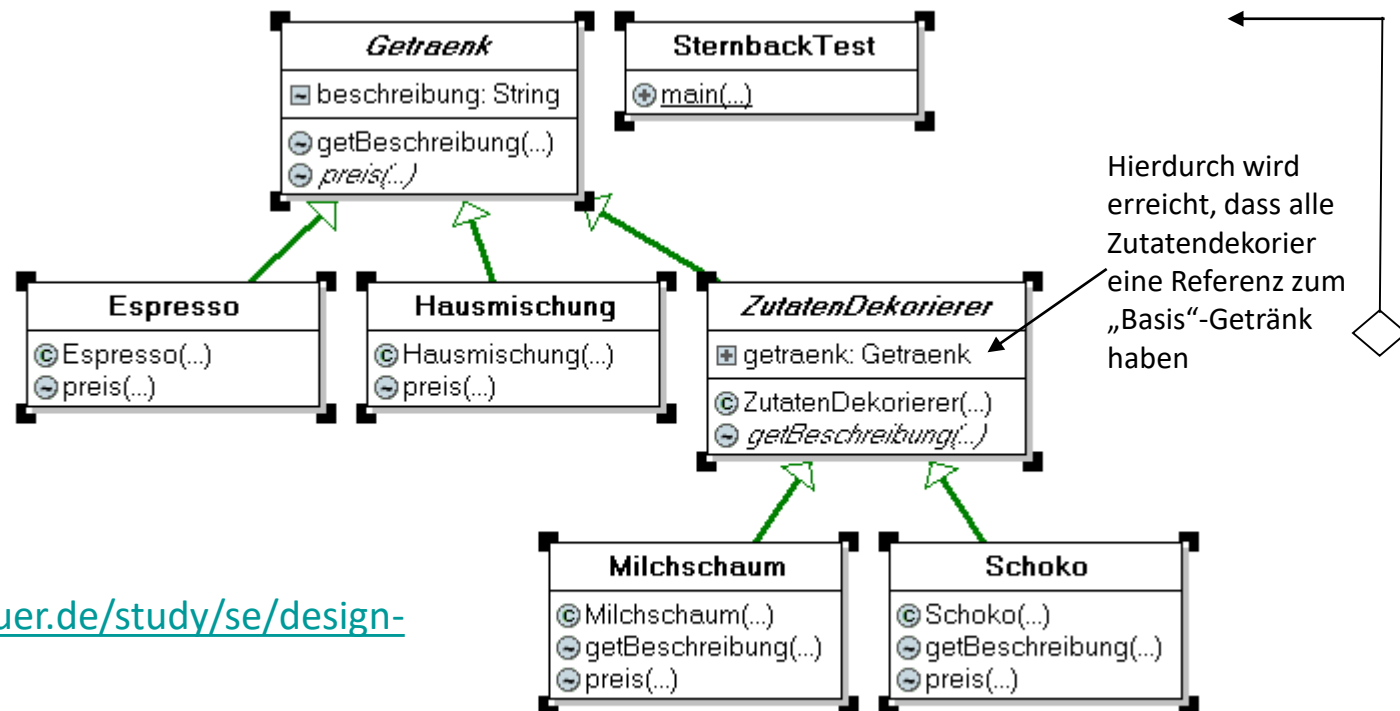 Getraenk
beschreibung: String
getBeschreibung(...)
preis(...)
SternbackTest
main(...)
Hierdurch wird
erreicht, dass alle
Zutatendekorier
eine Referenz zum
„Basis“-Getränk
haben
Espresso
Espresso(...)
preis(...)
Hausmischung
Hausmischung(...)
preis(...)
ZutatenDekorierer
getraenk: Getraenk
ZutatenDekorierer(...)
getBeschreibung(...)
Milchschaum
Milchschaum(...)
getBeschreibung(...)
preis(...)
Schoko
Schoko(...)
getBeschreibung(...)
preis(...)
uer.de/study/se/design-